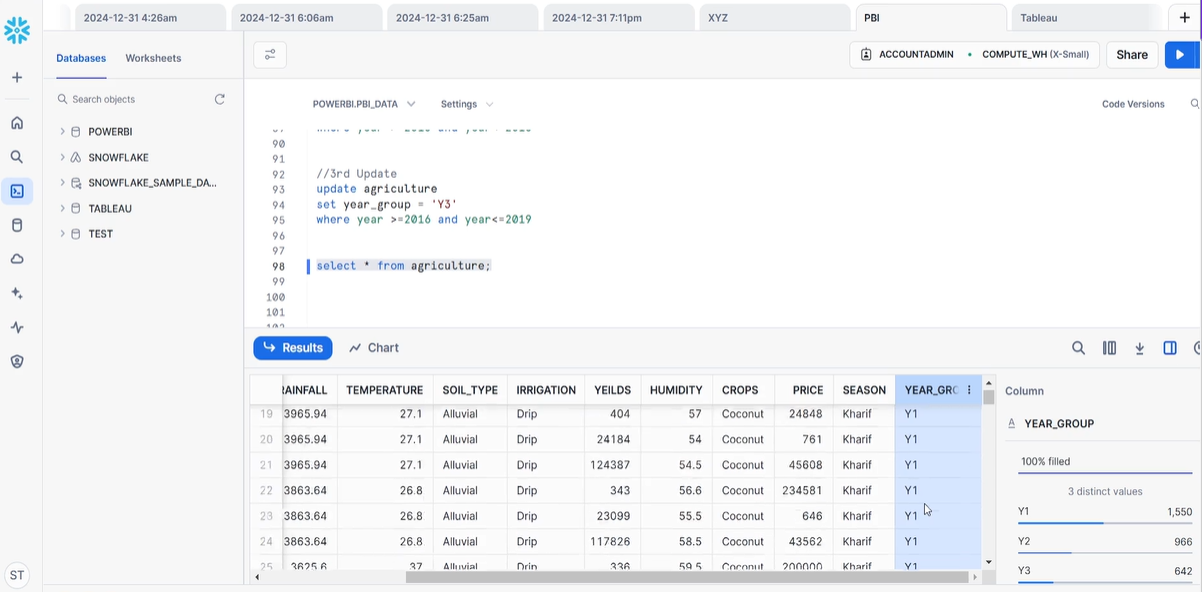 2024-12-31 4:26am
2024-12-31 6:06am
2024-12-31 6:25am
2024-12-31 7:11pm
XYZ
PBI
Tableau
Databases
Worksheets
ACCOUNTADMIN
COMPUTE_WH (X-Small)
Share
Search objects
POWERBI.PBI_DATA
Settings
Code Versions
POWERBI
SNOWFLAKE
SNOWFLAKE_SAMPLE_DA...
TABLEAU
TEST
90
91
92 //3rd Update
93 update agriculture
94 set year_group = 'Y3'
95 where year >=2016 and year<=2019
96
97
98 select * from agriculture;
99
100
101
Results
Chart
RAINFALL TEMPERATURE SOIL_TYPE IRRIGATION YEILDS HUMIDITY CROPS PRICE SEASON YEAR_GRO
19 3965.94 27.1 Alluvial Drip 404 57 Coconut 24848 Kharif Y1
20 3965.94 27.1 Alluvial Drip 24184 54 Coconut 761 Kharif Y1
21 3965.94 27.1 Alluvial Drip 124387 54.5 Coconut 45608 Kharif Y1
22 3863.64 26.8 Alluvial Drip 343 56.6 Coconut 234581 Kharif Y1
23 3863.64 26.8 Alluvial Drip 23099 55.5 Coconut 646 Kharif Y1
24 3863.64 26.8 Alluvial Drip 117826 58.5 Coconut 43562 Kharif Y1
25 3625.6 37 Alluvial Drip 336 59.5 Coconut 200000 Kharif Y1
Column
A YEAR_GROUP
100% filled
3 distinct values
Y1 1,550
Y2 966
Y3 642
ST